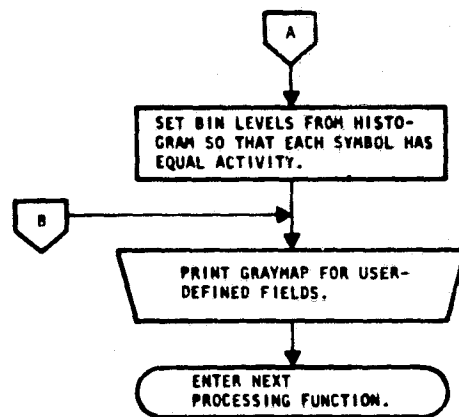 A
SET BIN LEVELS FROM HISTO-
GRAM SO THAT EACH SYMBOL HAS
EQUAL ACTIVITY.
B
PRINT GRAYMAP FOR USER-
DEFINED FIELDS.
ENTER NEXT
PROCESSING FUNCTION.